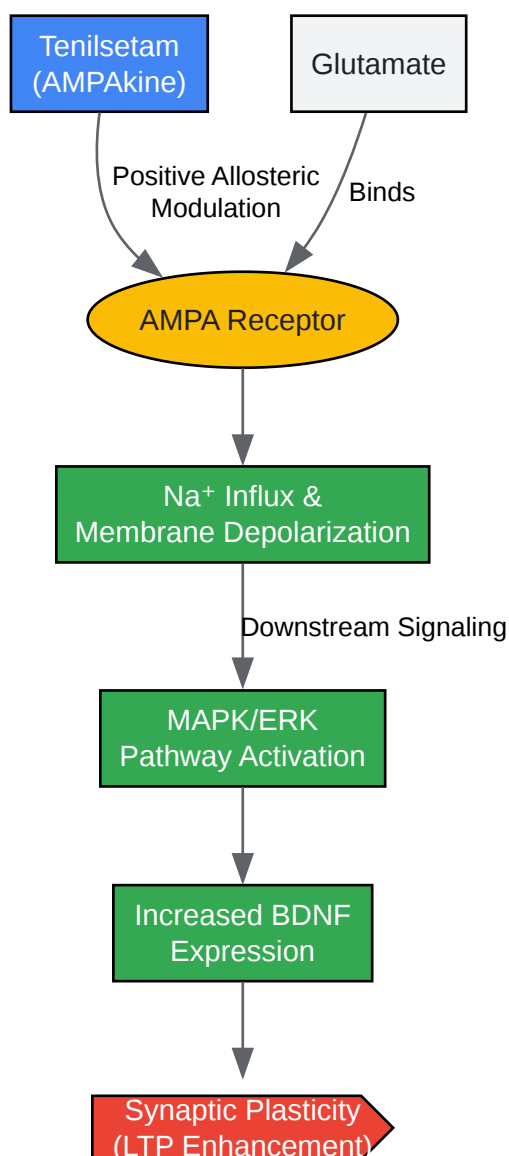 Tenilsetam
(AMPAkine)
Glutamate
Positive Allosteric
Modulation
Binds
AMPA Receptor
Na⁺ Influx &
Membrane Depolarization
Downstream Signaling
MAPK/ERK
Pathway Activation
Increased BDNF
Expression
Synaptic Plasticity
(LTP Enhancement)